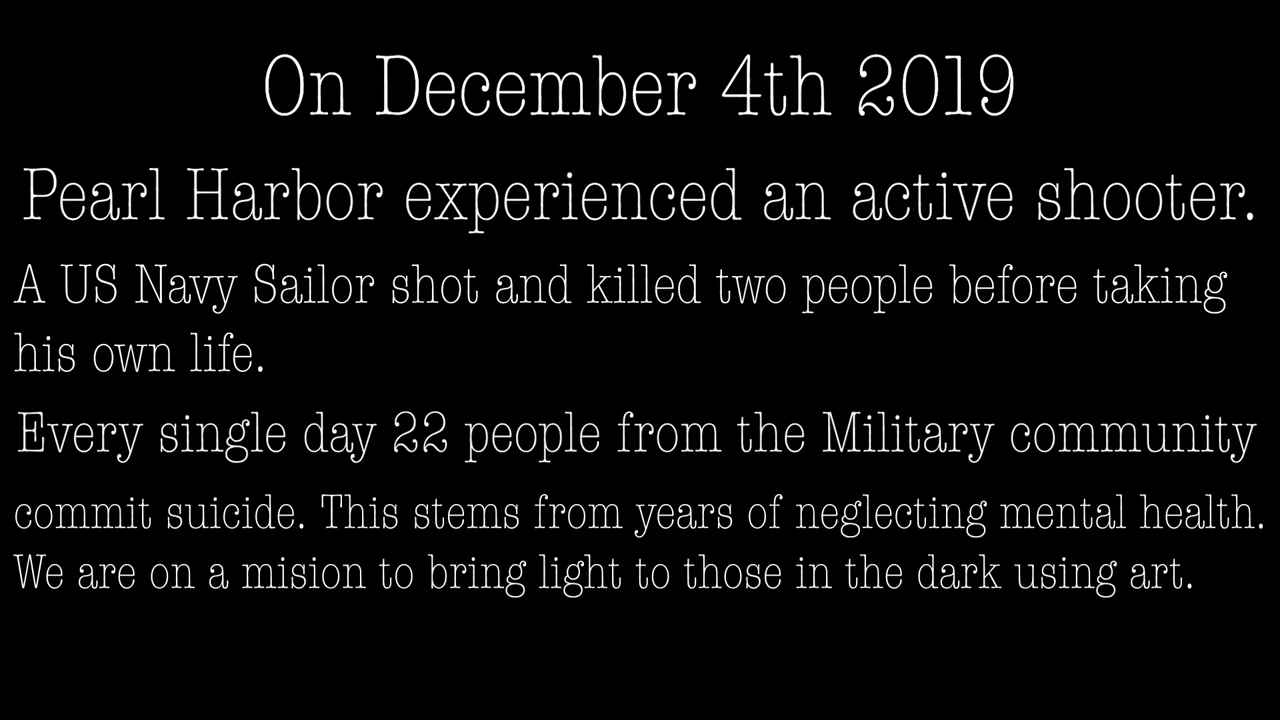 On December 4th 2019
Pearl Harbor experienced an active shooter.
A US Navy Sailor shot and killed two people before taking
his own life.
Every single day 22 people from the Military community
commit suicide. This stems from years of neglecting mental health.
We are on a mision to bring light to those in the dark using art.